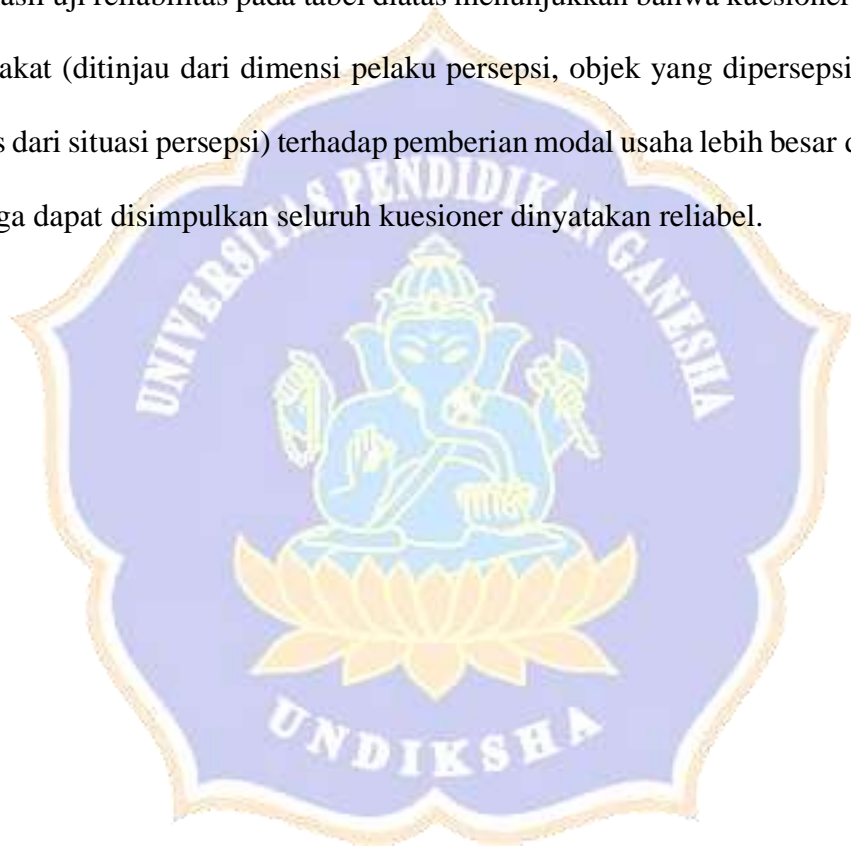 asil uji reliabilitas pada tabel diatas menunjukkan bahwa kuesioner
akat (ditinjau dari dimensi pelaku persepsi, objek yang dipersepsi
s dari situasi persepsi) terhadap pemberian modal usaha lebih besar d
ga dapat disimpulkan seluruh kuesioner dinyatakan reliabel.
UNIVERSITAS PENDIDIKAN GANESHA
UNDIKSHA